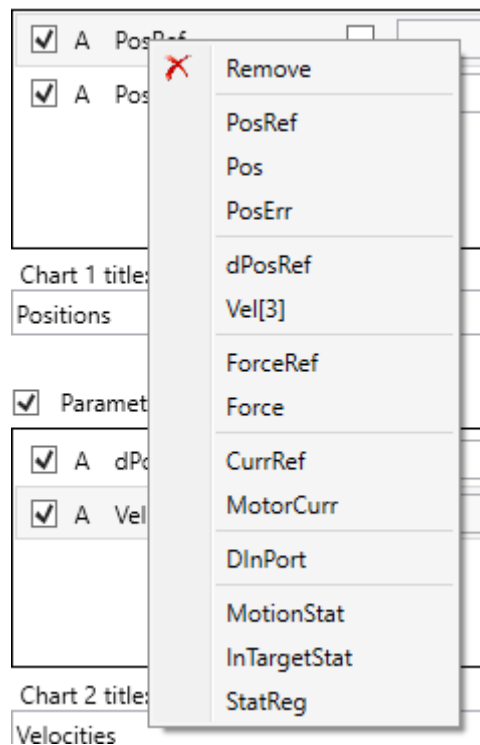 A PosRef
A Pos
Remove
PosRef
Pos
PosErr
dPosRef
Vel[3]
ForceRef
Force
CurrRef
MotorCurr
DInPort
MotionStat
InTargetStat
StatReg
Chart 1 title:
Positions
Paramet
A dPo
A Vel
Chart 2 title:
Velocities